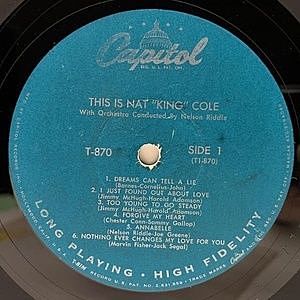 Capitol
REG. U.S. PAT. OFF.
THIS IS NAT "KING" COLE
With Orchestra Conducted By Nelson Riddle
T-870
SIDE 1
(T1-870)
1. DREAMS CAN TELL A LIE
(Barnes-Cornelius-John)
2. I JUST FOUND OUT ABOUT LOVE
(Jimmy McHugh-Harold Adamson)
3. TOO YOUNG TO GO STEADY
(Jimmy McHugh-Harold Adamson)
4. FORGIVE MY HEART
(Chester Conn-Sammy Gallop)
5. ANNABELLE
(Nelson Riddle-Joe Greene)
6. NOTHING EVER CHANGES MY LOVE FOR YOU
(Marvin Fisher-Jack Segal)
LONG PLAYING • HIGH FIDELITY